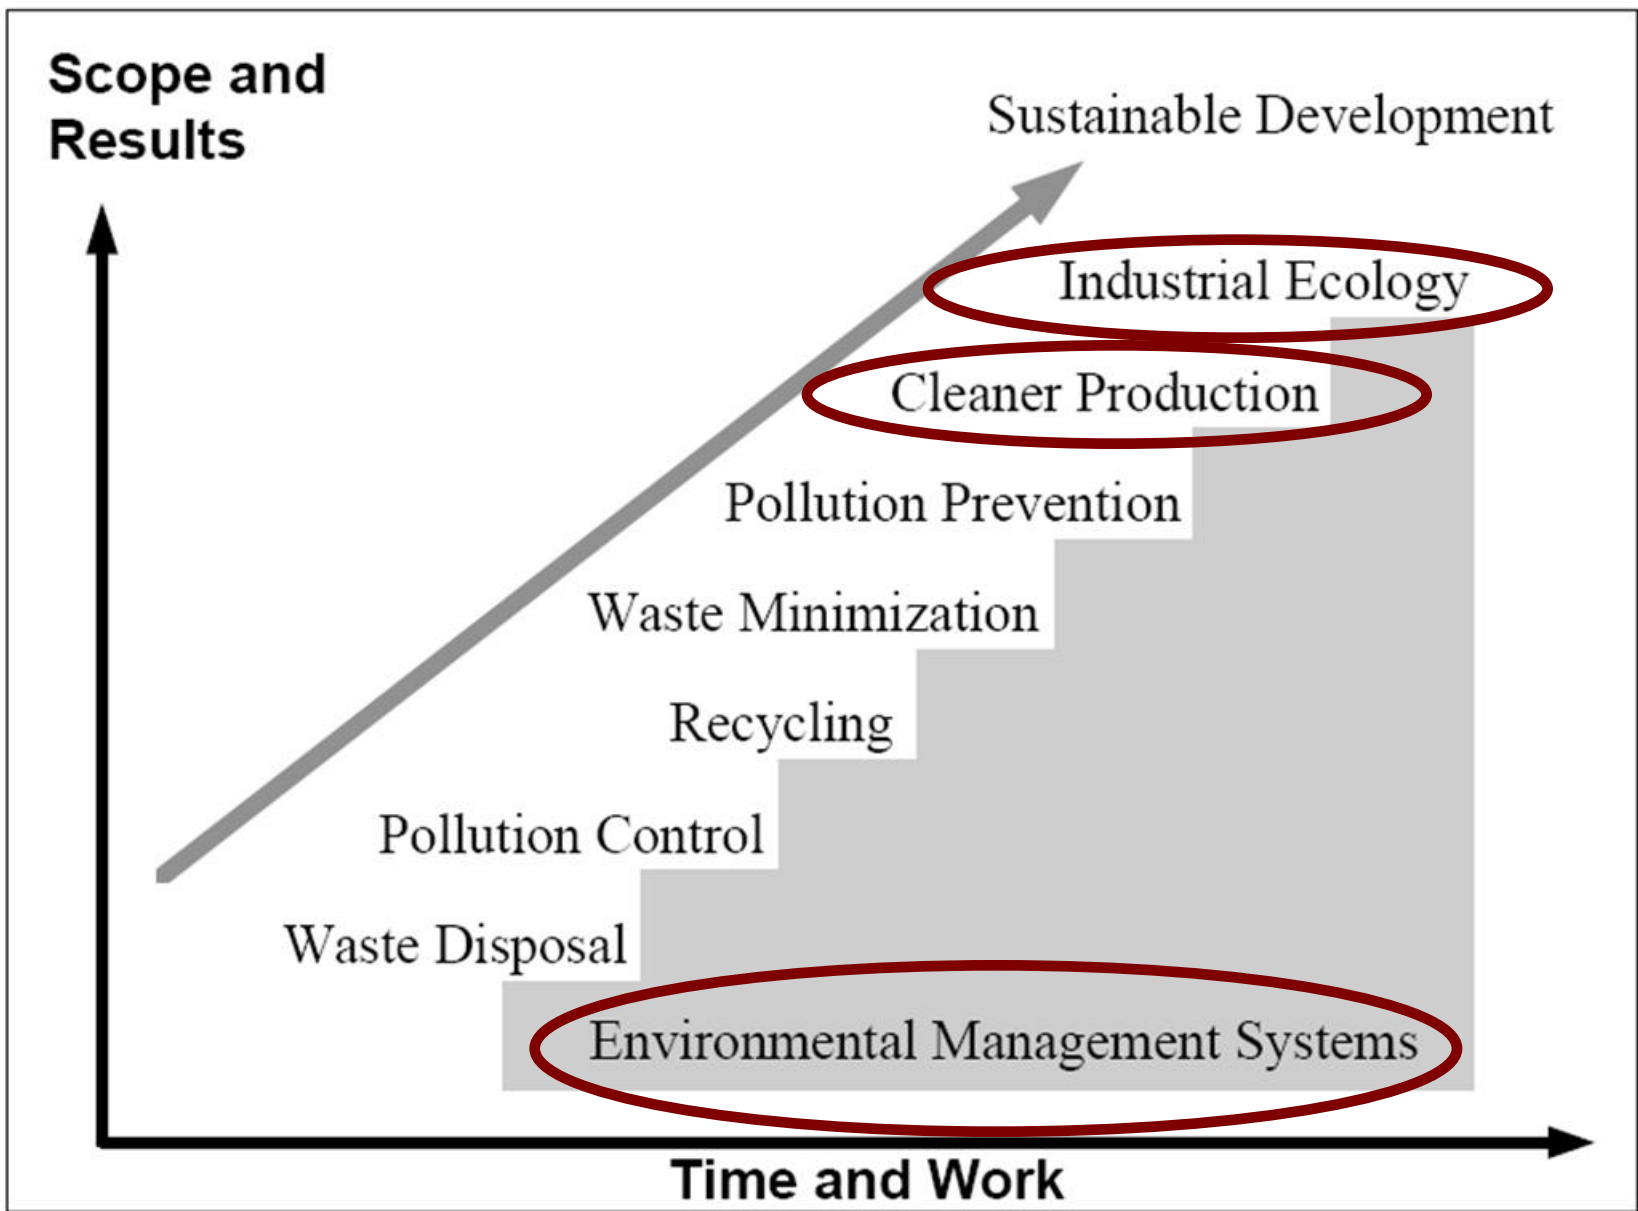 Scope and
Results
Sustainable Development
Industrial Ecology
Cleaner Production
Pollution Prevention
Waste Minimization
Recycling
Pollution Control
Waste Disposal
Environmental Management Systems
Time and Work